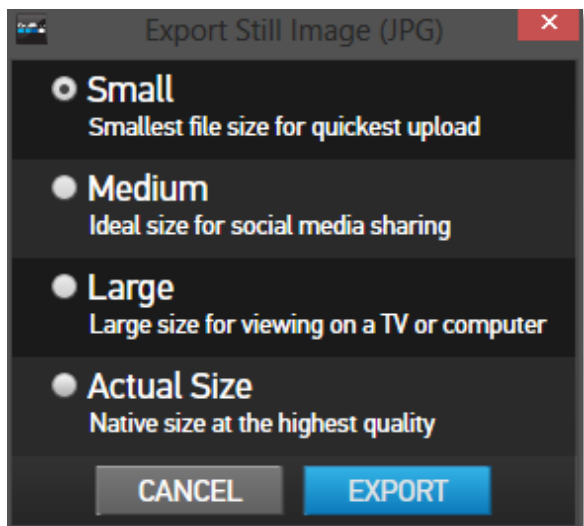 Export Still Image (JPG)
Small
Smallest file size for quickest upload
Medium
Ideal size for social media sharing
Large
Large size for viewing on a TV or computer
Actual Size
Native size at the highest quality
CANCEL EXPORT